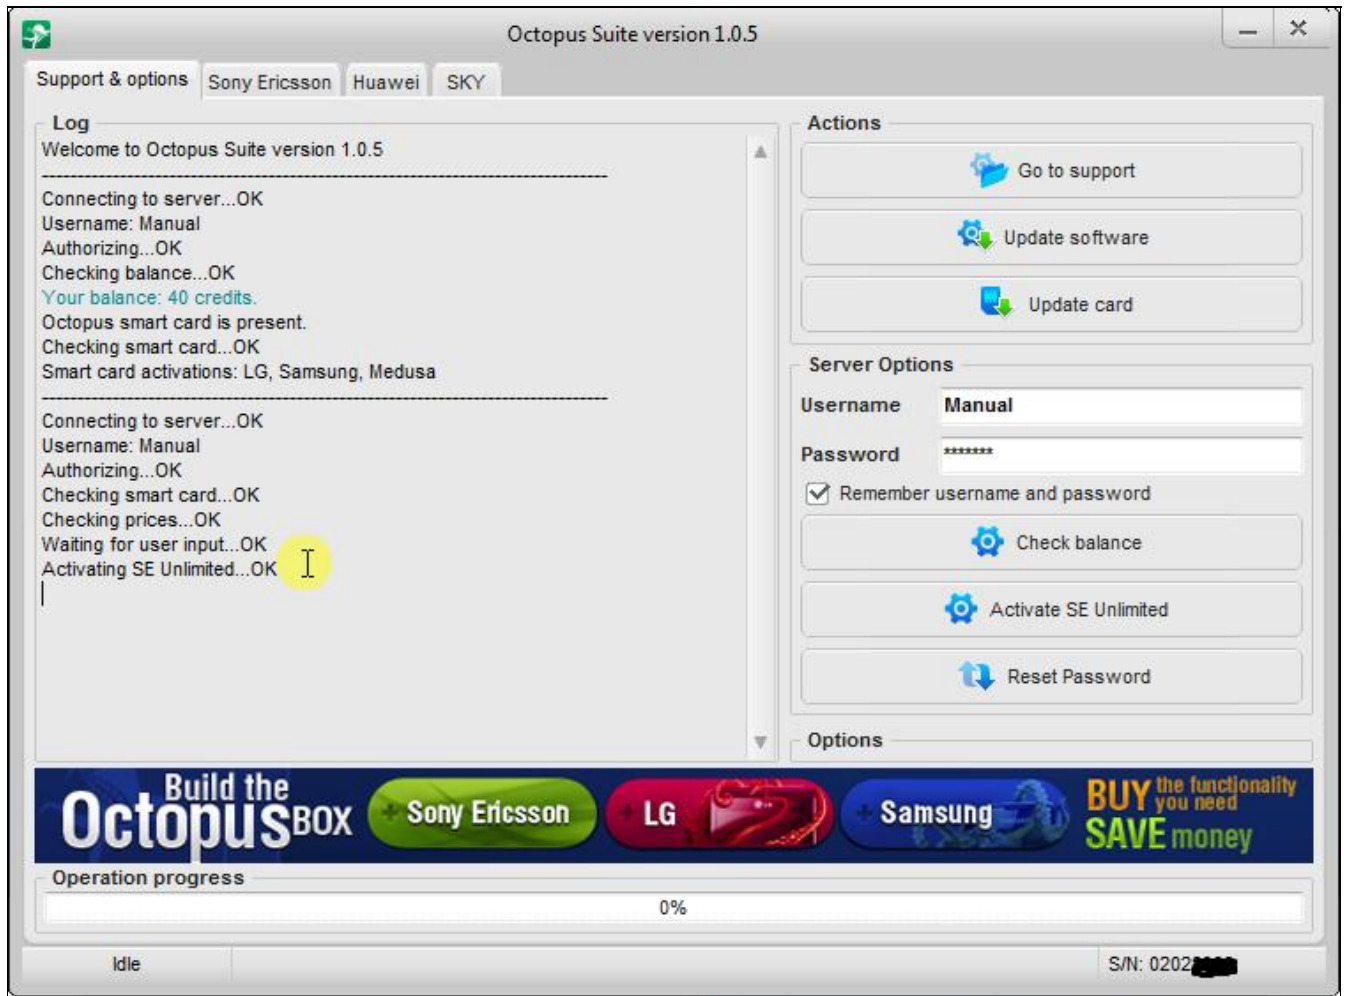 Octopus Suite version 1.0.5
Support & options
Sony Ericsson
Huawei
SKY
Log
Welcome to Octopus Suite version 1.0.5
Connecting to server...OK
Username: Manual
Authorizing...OK
Checking balance...OK
Your balance: 40 credits.
Octopus smart card is present.
Checking smart card...OK
Smart card activations: LG, Samsung, Medusa
Connecting to server...OK
Username: Manual
Authorizing...OK
Checking smart card...OK
Checking prices...OK
Waiting for user input...OK
Activating SE Unlimited...OK
Actions
Go to support
Update software
Update card
Server Options
Username Manual
Password *******
Remember username and password
Check balance
Activate SE Unlimited
Reset Password
Options
Build the
Octopus BOX
+ Sony Ericsson
+ LG
+ Samsung
BUY the functionality
you need
SAVE money
Operation progress
0%
Idle
S/N: 0202